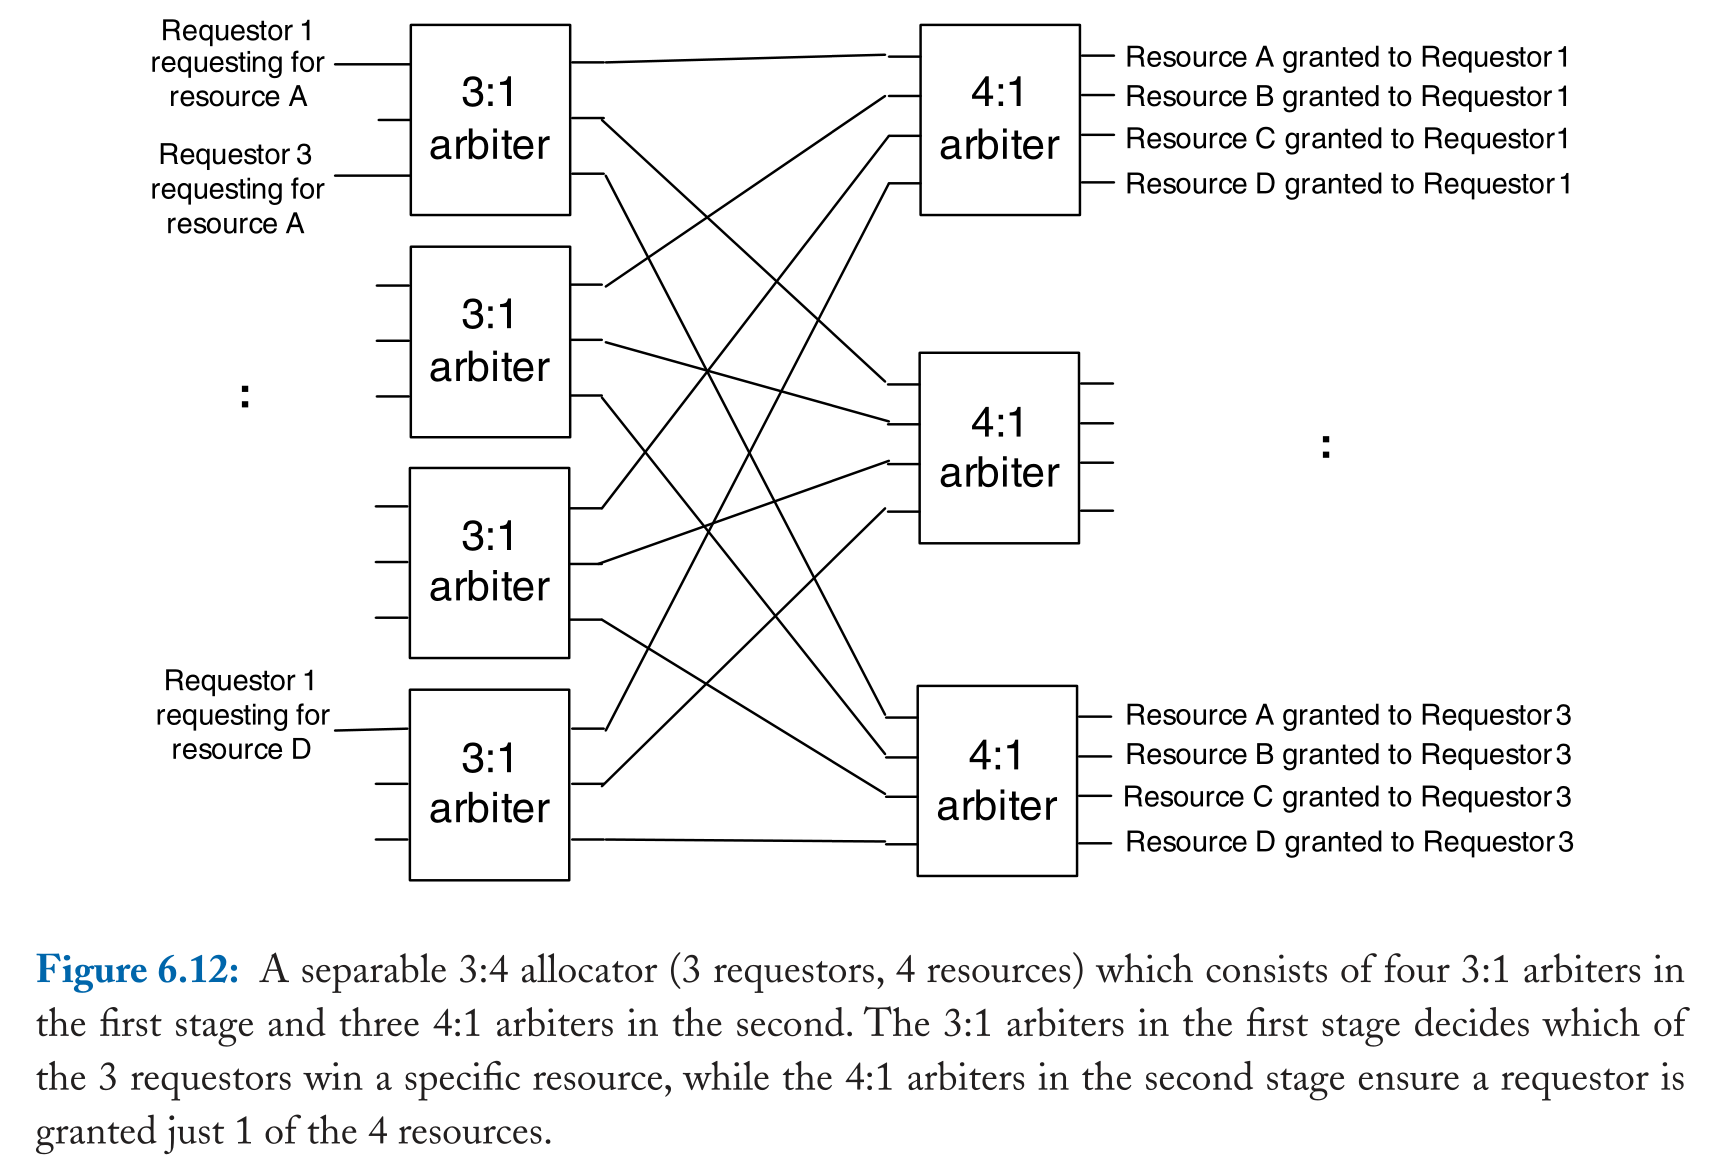 Requestor 1
requesting for
resource A
Requestor 3
requesting for
resource A
:
Requestor 1
requesting for
resource D
3:1
arbiter
3:1
arbiter
3:1
arbiter
3:1
arbiter
4:1
arbiter
4:1
arbiter
4:1
arbiter
Resource A granted to Requestor 1
Resource B granted to Requestor 1
Resource C granted to Requestor 1
Resource D granted to Requestor 1
:
Resource A granted to Requestor 3
Resource B granted to Requestor 3
Resource C granted to Requestor 3
Resource D granted to Requestor 3
Figure 6.12: A separable 3:4 allocator (3 requestors, 4 resources) which consists of four 3:1 arbiters in
the first stage and three 4:1 arbiters in the second. The 3:1 arbiters in the first stage decides which of
the 3 requestors win a specific resource, while the 4:1 arbiters in the second stage ensure a requestor is
granted just 1 of the 4 resources.